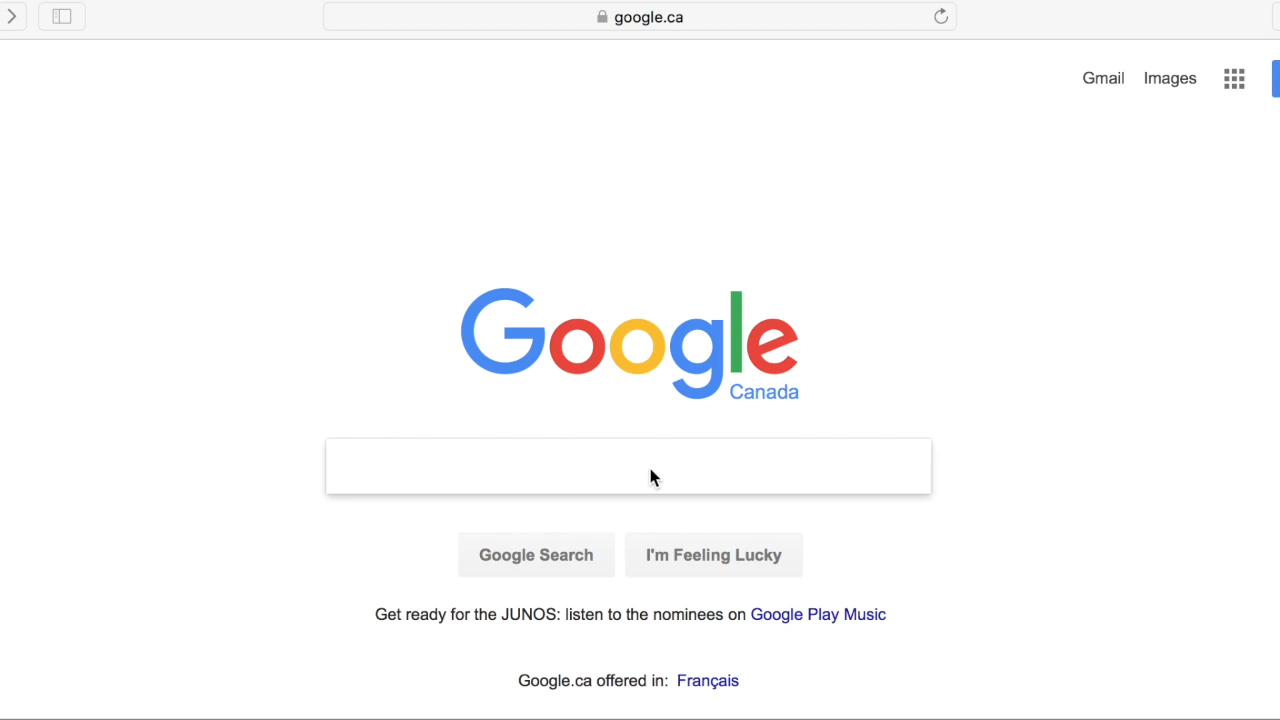 google.ca
Gmail Images
Google
Canada
Google Search I'm Feeling Lucky
Get ready for the JUNOS: listen to the nominees on Google Play Music
Google.ca offered in: Français